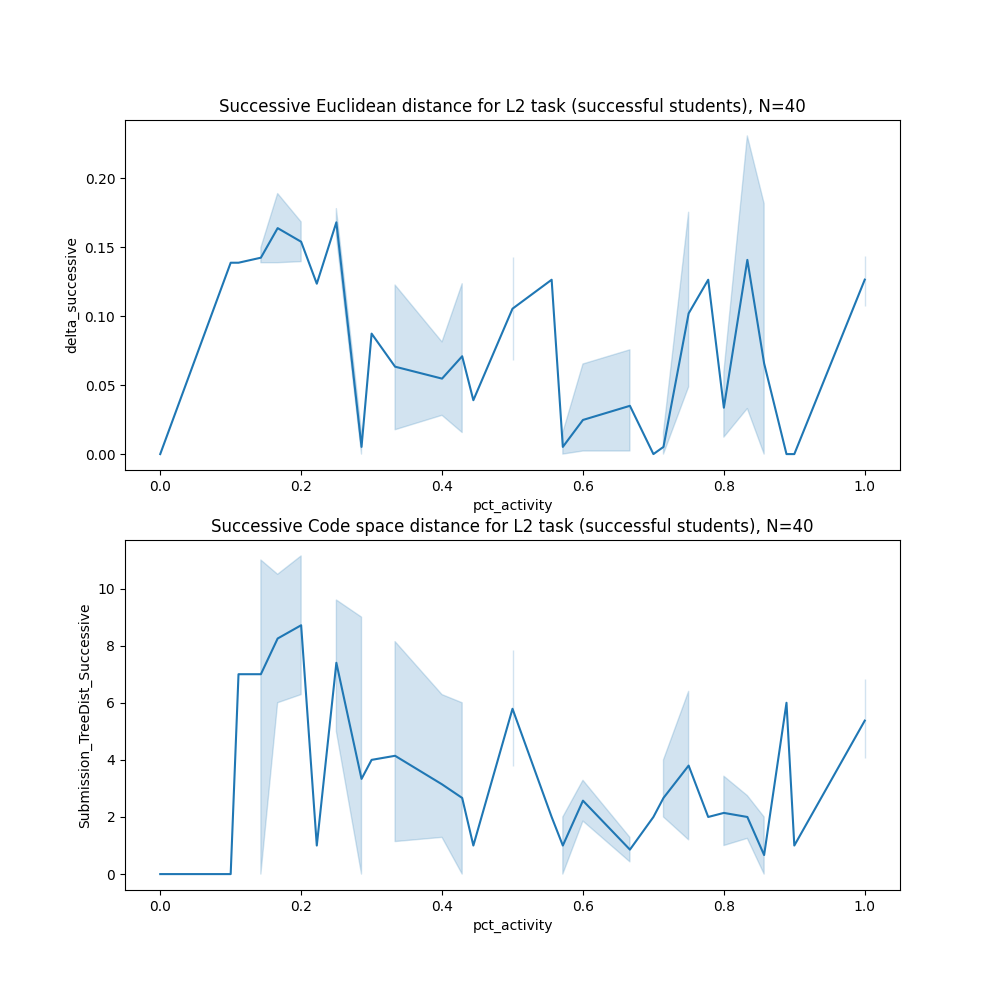 Successive Euclidean distance for L2 task (successful students), N=40
0.20
0.15
0.10
0.05
0.00
delta_successive
0.0 0.2 0.4 0.6 0.8 1.0
pct_activity
Successive Code space distance for L2 task (successful students), N=40
10
8
6
4
2
0
Submission_TreeDist_Successive
0.0 0.2 0.4 0.6 0.8 1.0
pct_activity